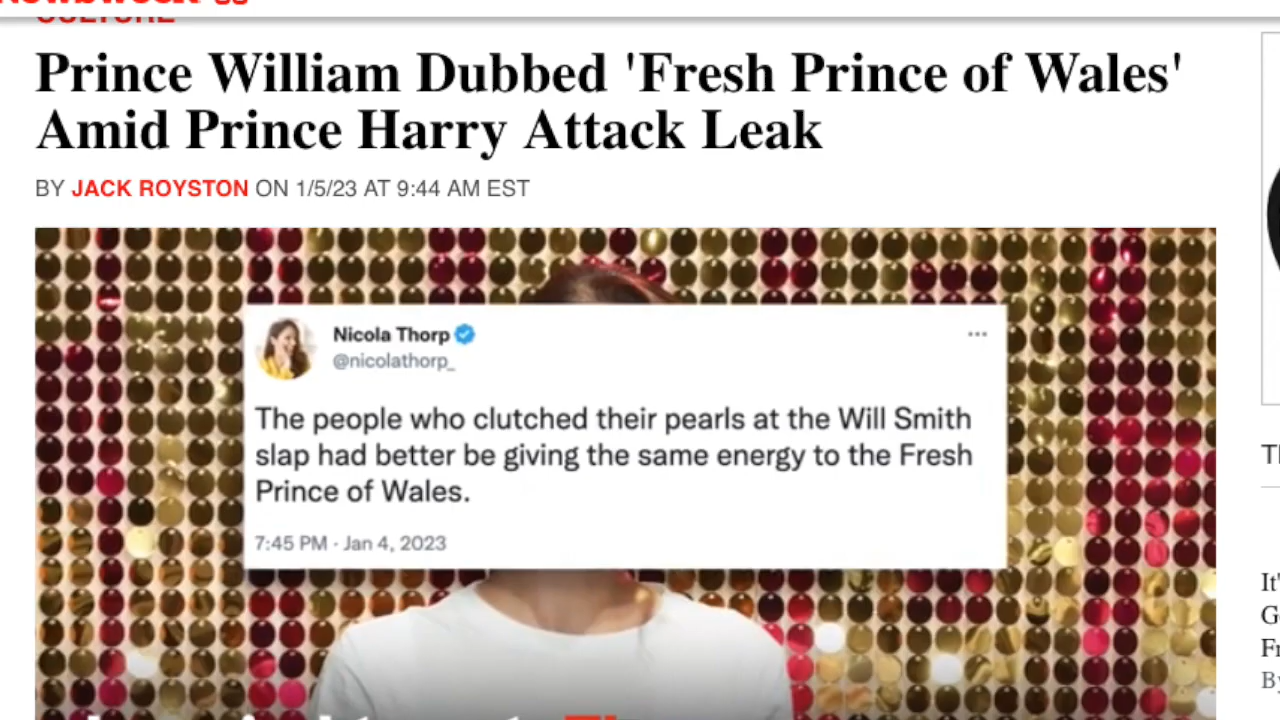 CULTURE
Prince William Dubbed 'Fresh Prince of Wales'
Amid Prince Harry Attack Leak
BY JACK ROYSTON ON 1/5/23 AT 9:44 AM EST
Nicola Thorp
@nicolathorp_
The people who clutched their pearls at the Will Smith
slap had better be giving the same energy to the Fresh
Prince of Wales.
7:45 PM · Jan 4, 2023
It'